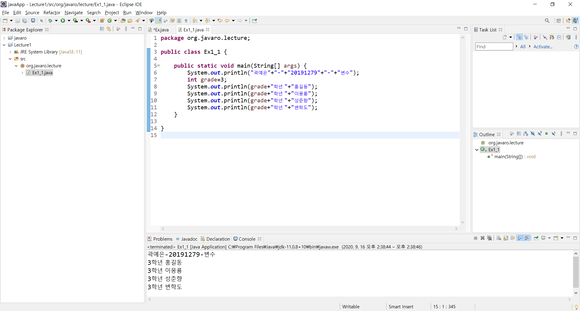 JavaApp - Lecture1/src/org/javaro/lecture/Ex1_1.java - Eclipse IDE
File Edit Source Refactor Navigate Search Project Run Window Help
Package Explorer
javaro
Lecture1
JRE System Library [JavaSE-11]
src
org.javaro.lecture
Ex1_1.java
*Ex.java Ex1_1.java
1 package org.javaro.lecture;
2
3 public class Ex1_1 {
4
5 public static void main(String[] args) {
6 System.out.println("곽예은"+"-"+"20191279"+"-"+"변수");
7 int grade=3;
8 System.out.println(grade+"학년 "+"홍길동");
9 System.out.println(grade+"학년 "+"이몽룡");
10 System.out.println(grade+"학년 "+"성춘향");
11 System.out.println(grade+"학년 "+"변학도");
12 }
13
14 }
15
Task List
Find All Activate...
Outline
org.javaro.lecture
Ex1_1
main(String[]) : void
Problems Javadoc Declaration Console
<terminated> Ex1_1 [Java Application] C:\Program Files\Java\jdk-11.0.8+10\bin\javaw.exe (2020. 9. 16 오후 2:38:44 – 오후 2:38:46)
곽예은-20191279-변수
3학년 홍길동
3학년 이몽룡
3학년 성춘향
3학년 변학도
Writable Smart Insert 15 : 1 : 345